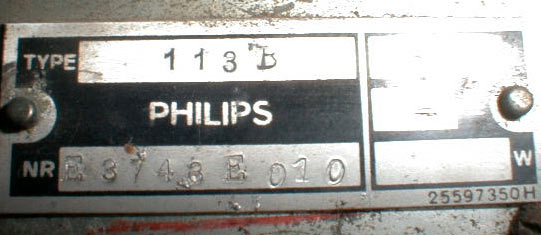 TYPE 113 B
PHILIPS
NR E 3743 E 010 W
25597350H